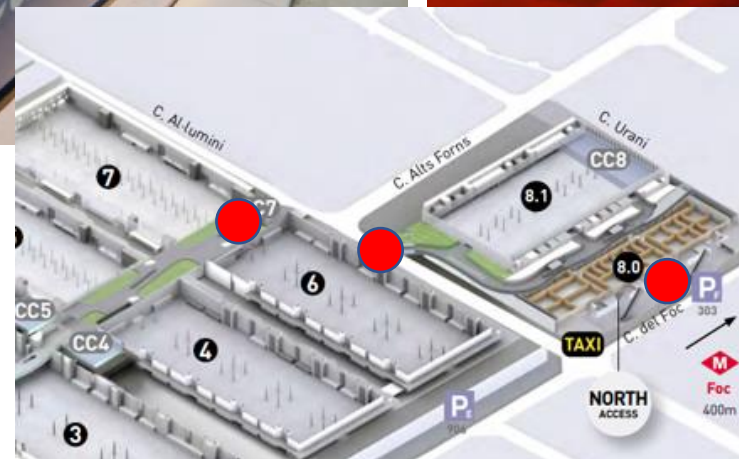 C. Al·lumini
C. Alts Forns
C. Urani
CC8
7
8.1
C7
6
8.0
P
303
CC5
CC4
4
TAXI
C. del Foc
M
Foc
400m
NORTH
ACCESS
P
906
3